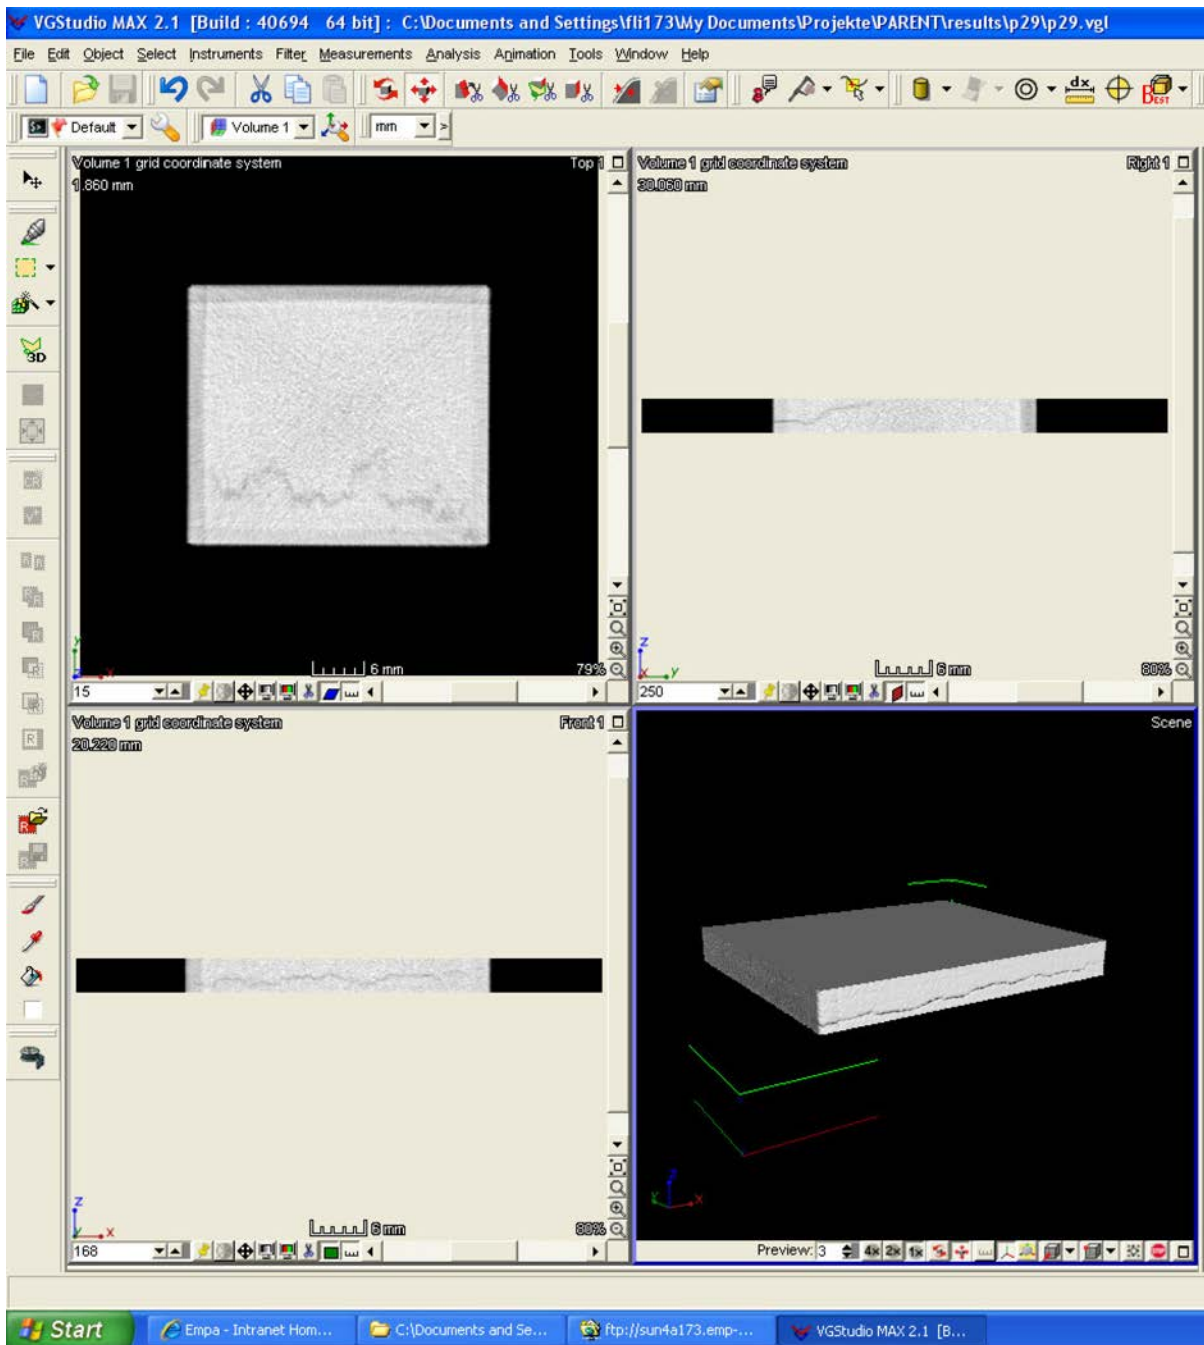 VGStudio MAX 2.1 [Build : 40694 64 bit] : C:\Documents and Settings\fli173\My Documents\Projekte\PARENT\results\p29\p29.vgl
File Edit Object Select Instruments Filter Measurements Analysis Animation Tools Window Help
dx
BEST
Default Volume 1 mm >
Volume 1 grid coordinate system Top 1
1.860 mm
Volume 1 grid coordinate system Right 1
30.060 mm
3D
CR
y
x
6 mm
79%
z
x y
6 mm
80%
15
250
Volume 1 grid coordinate system Front 1
20.220 mm
Scene
R
R
z
y x
6 mm
80%
z
y x
168
Preview: 3 4x 2x 1x
Start Empa - Intranet Hom... C:\Documents and Se... ftp://sun4a173.emp-... VGStudio MAX 2.1 [B...